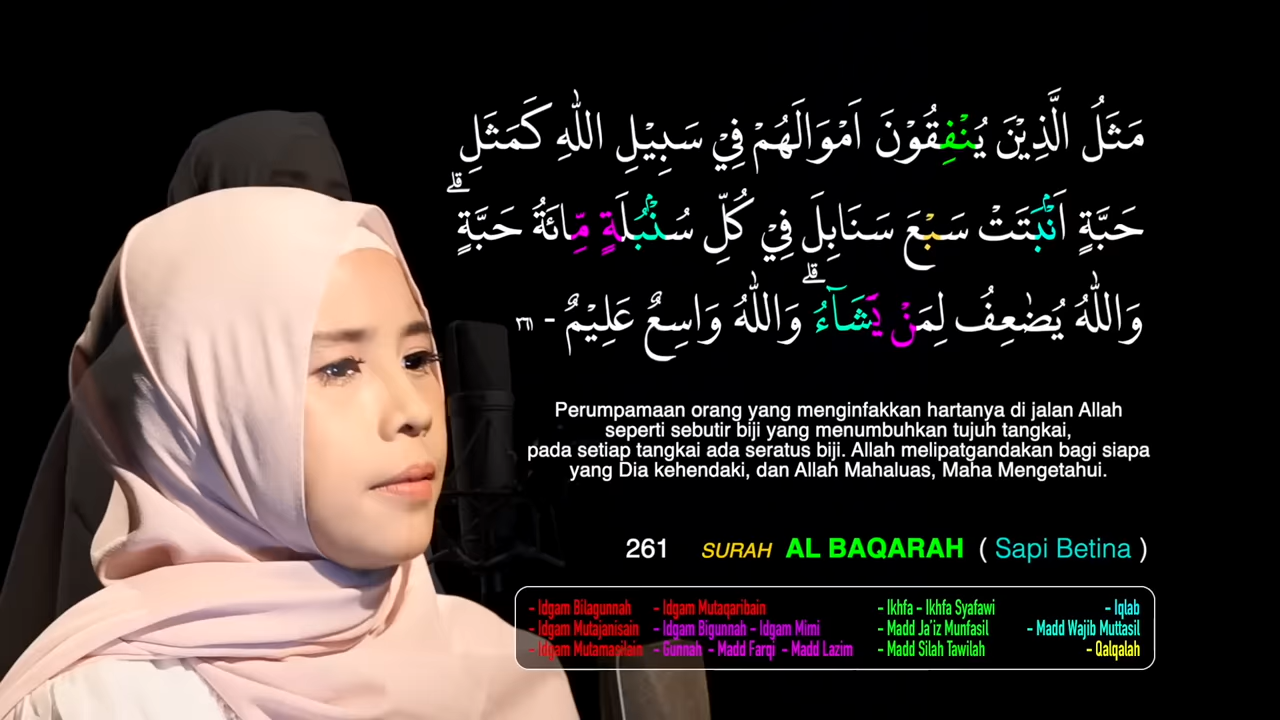 مَثَلُ الَّذِيْنَ يُنْفِقُوْنَ اَمْوَالَهُمْ فِيْ سَبِيْلِ اللّٰهِ كَمَثَلِ
حَبَّةٍ اَنْۢبَتَتْ سَبْعَ سَنَابِلَ فِيْ كُلِّ سُنْۢبُلَةٍ مِّائَةُ حَبَّةٍ ۗ
وَاللّٰهُ يُضٰعِفُ لِمَنْ يَّشَاۤءُ ۗ وَاللّٰهُ وَاسِعٌ عَلِيْمٌ - ٢٦١
Perumpamaan orang yang menginfakkan hartanya di jalan Allah
seperti sebutir biji yang menumbuhkan tujuh tangkai,
pada setiap tangkai ada seratus biji. Allah melipatgandakan bagi siapa
yang Dia kehendaki, dan Allah Mahaluas, Maha Mengetahui.
261 SURAH AL BAQARAH ( Sapi Betina )
- Idgam Bilagunnah - Idgam Mutaqaribain - Ikhfa - Ikhfa Syafawi - Iqlab
- Idgam Mutajanisain - Idgam Bigunnah - Idgam Mimi - Madd Ja'iz Munfasil - Madd Wajib Muttasil
- Idgam Mutamasilain - Gunnah - Madd Farqi - Madd Lazim - Madd Silah Tawilah - Qalqalah